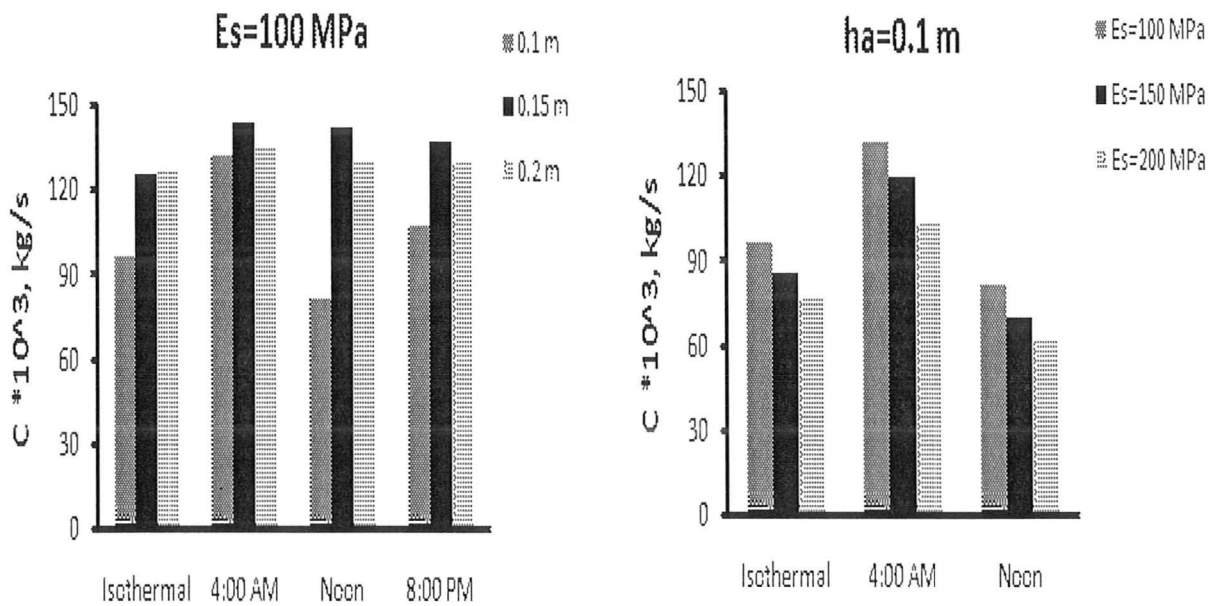 Es=100 MPa
0.1 m
0.15 m
0.2 m
C *10^3, kg/s
150
120
90
60
30
0
Isothermal 4:00 AM Noon 8:00 PM
ha=0.1 m
Es=100 MPa
Es=150 MPa
Es=200 MPa
C *10^3, kg/s
150
120
90
60
30
0
Isothermal 4:00 AM Noon